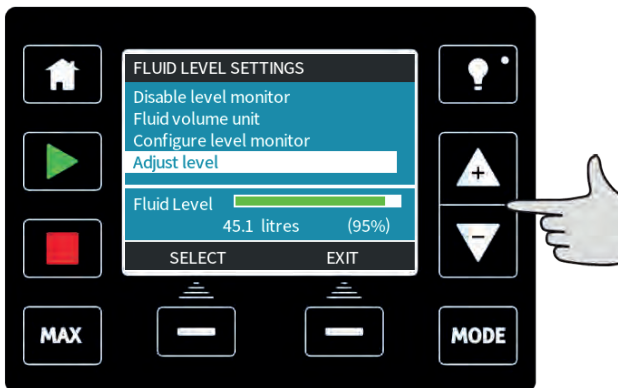 FLUID LEVEL SETTINGS
Disable level monitor
Fluid volume unit
Configure level monitor
Adjust level
Fluid Level
45.1 litres (95%)
SELECT EXIT
+
−
MAX
MODE